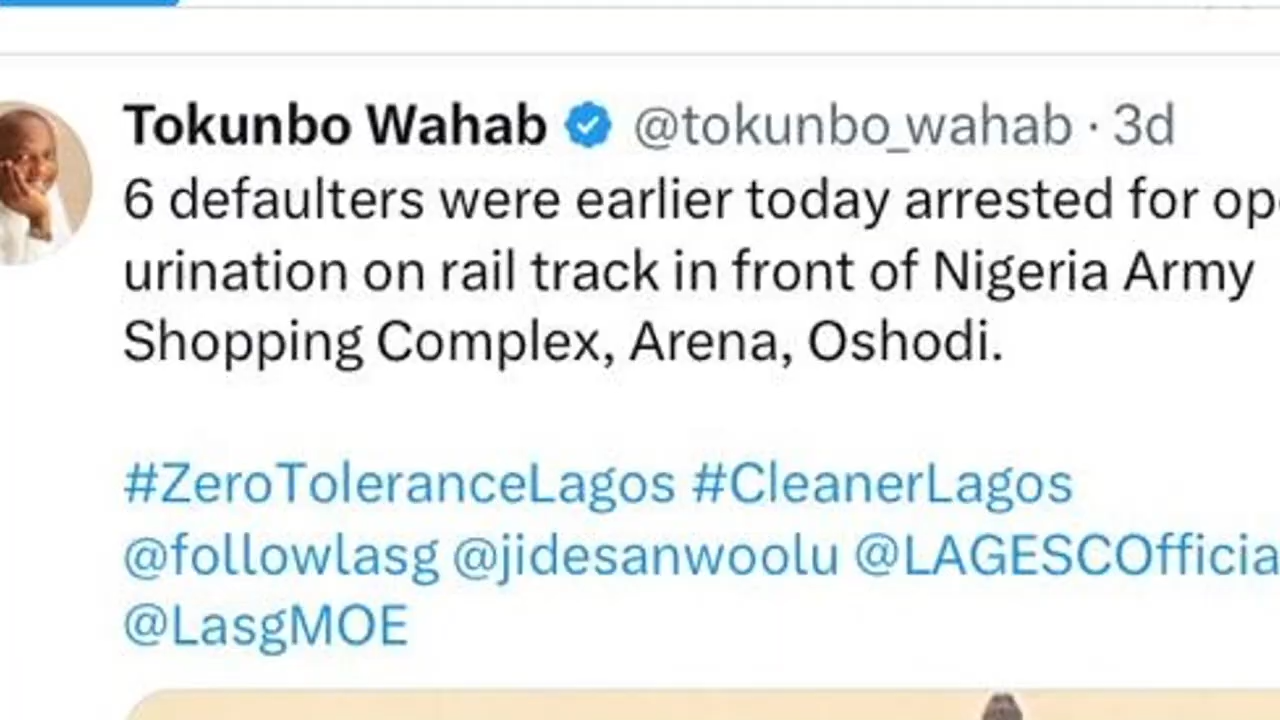 Tokunbo Wahab @tokunbo_wahab · 3d
6 defaulters were earlier today arrested for
urination on rail track in front of Nigeria Army
Shopping Complex, Arena, Oshodi.
#ZeroToleranceLagos #CleanerLagos
@followlasg @jidesanwoolu @LAGESCOfficia
@LasgMOE